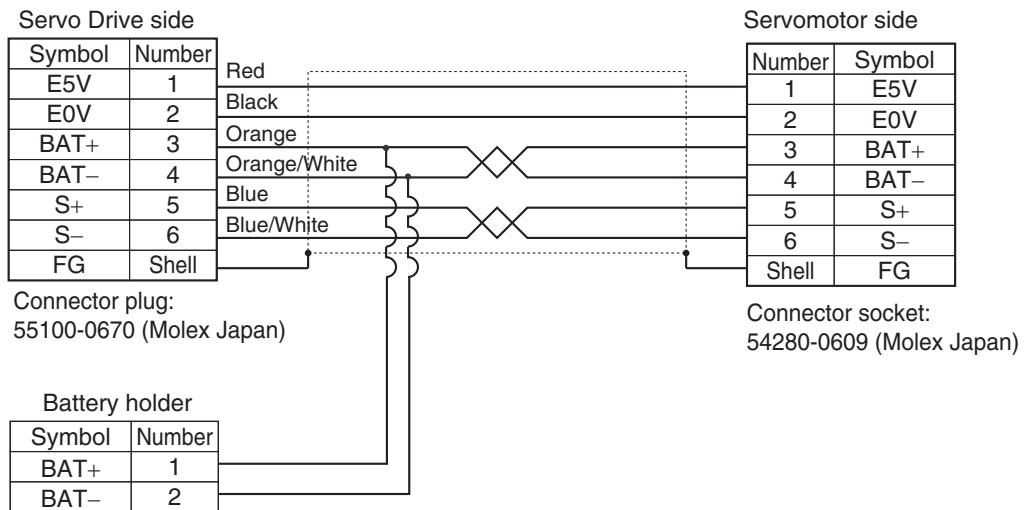 Servo Drive side
Symbol Number
E5V 1
E0V 2
BAT+ 3
BAT− 4
S+ 5
S− 6
FG Shell
Connector plug:
55100-0670 (Molex Japan)
Red
Black
Orange
Orange/White
Blue
Blue/White
Servomotor side
Number Symbol
1 E5V
2 E0V
3 BAT+
4 BAT−
5 S+
6 S−
Shell FG
Connector socket:
54280-0609 (Molex Japan)
Battery holder
Symbol Number
BAT+ 1
BAT− 2